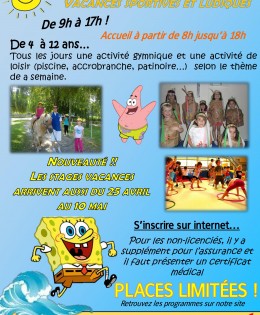 VACANCES SPORTIVES ET LUDIQUES
De 9h à 17h !
Accueil à partir de 8h jusqu'à 18h
De 4 à 12 ans...
Tous les jours une activité gymnique et une activité de
loisir (piscine, accrobranche, patinoire...) selon le thème
de a semaine.
Nouveauté !!
Les stages vacances
arrivent aussi du 25 avril
au 10 mai
S'inscrire sur internet...
Pour les non-licenciés, il y a
supplément pour l'assurance et
il faut présenter un certificat
médical
PLACES LIMITÉES !
Retrouvez les programmes sur notre site